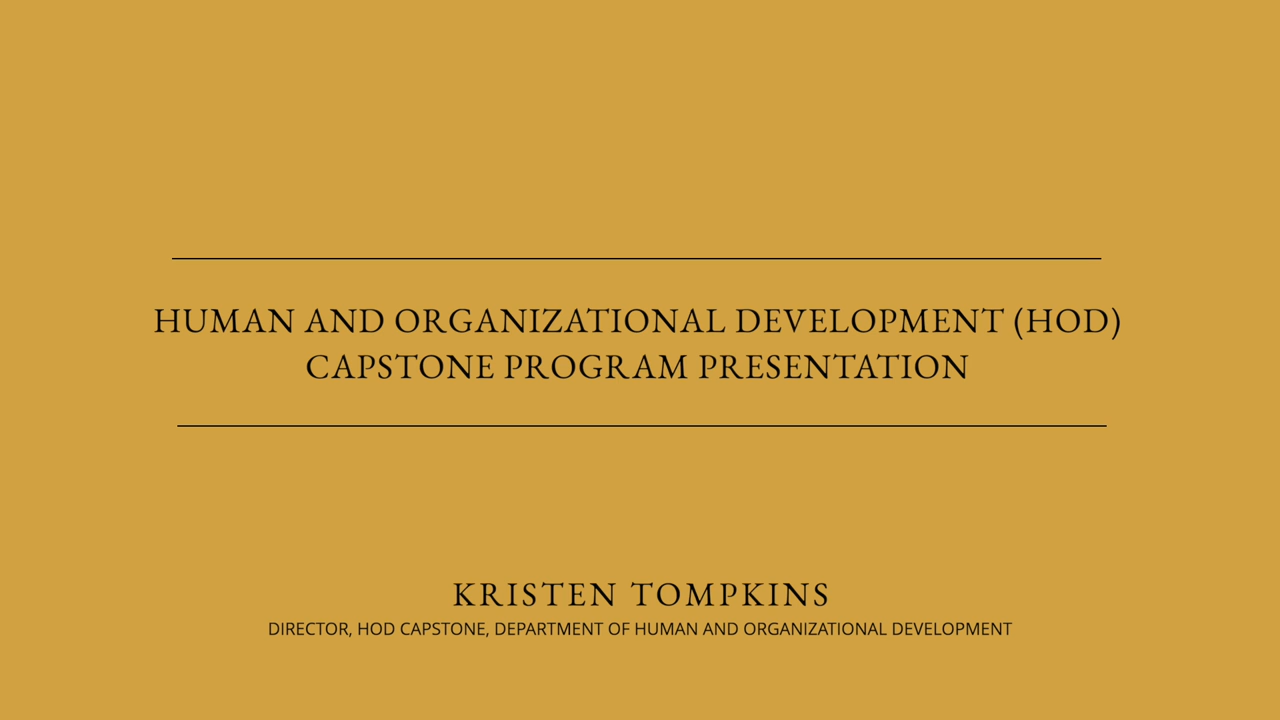 HUMAN AND ORGANIZATIONAL DEVELOPMENT (HOD)
CAPSTONE PROGRAM PRESENTATION
KRISTEN TOMPKINS
DIRECTOR, HOD CAPSTONE, DEPARTMENT OF HUMAN AND ORGANIZATIONAL DEVELOPMENT